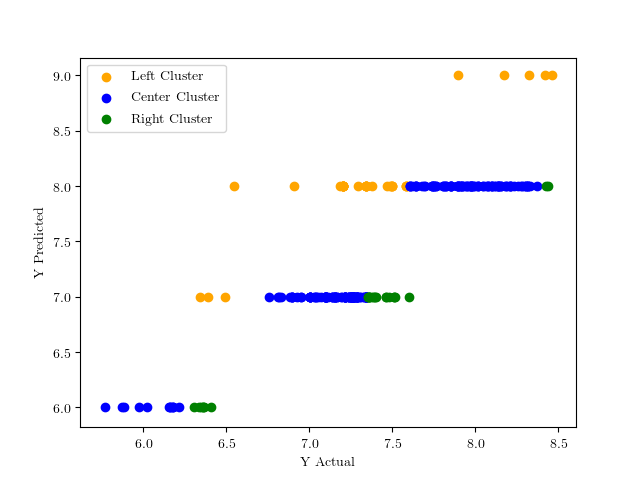 9.0
8.5
8.0
7.5
7.0
6.5
6.0
Y Predicted
Left Cluster
Center Cluster
Right Cluster
6.0 6.5 7.0 7.5 8.0 8.5
Y Actual